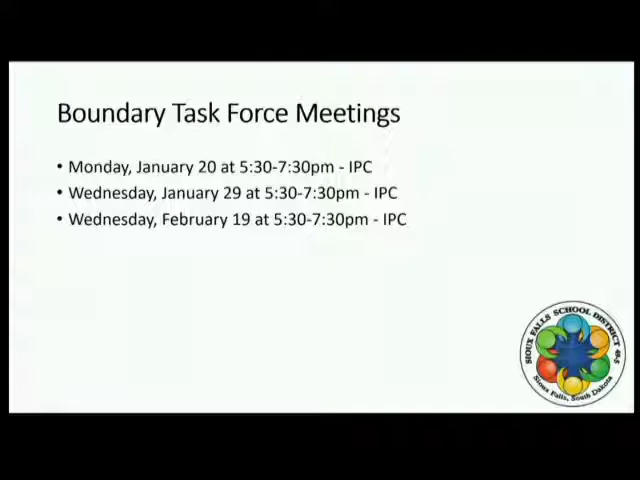 Boundary Task Force Meetings
• Monday, January 20 at 5:30-7:30pm - IPC
• Wednesday, January 29 at 5:30-7:30pm - IPC
• Wednesday, February 19 at 5:30-7:30pm - IPC
SIOUX FALLS SCHOOL DISTRICT 49-5
Sioux Falls, South Dakota